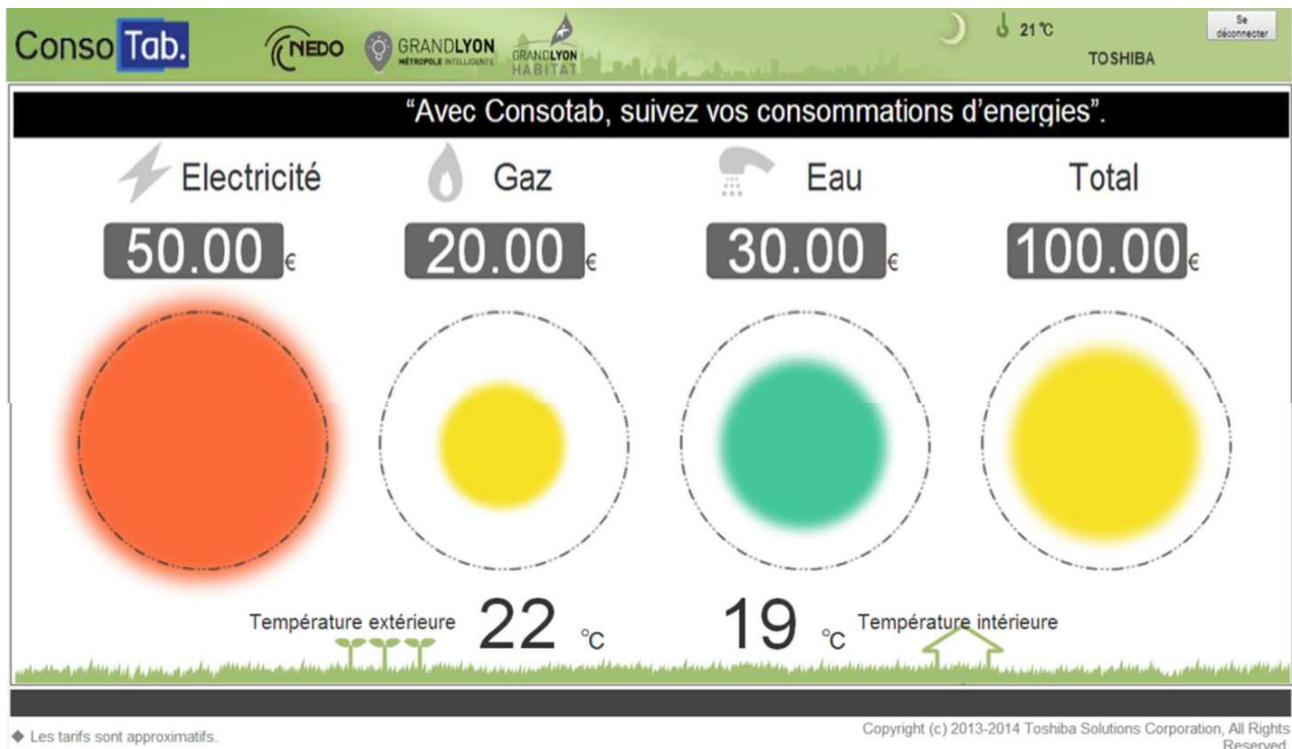 Conso Tab.
NEDO
GRANDLYON
MÉTROPOLE INTELLIGENTE
GRANDLYON
HABITAT
21 °C
TOSHIBA
Se
déconnecter
“Avec Consotab, suivez vos consommations d’energies”.
Electricité
Gaz
Eau
Total
50.00 €
20.00 €
30.00 €
100.00 €
Température extérieure 22 °C
19 °C Température intérieure
◆ Les tarifs sont approximatifs.
Copyright (c) 2013-2014 Toshiba Solutions Corporation, All Rights
Reserved.